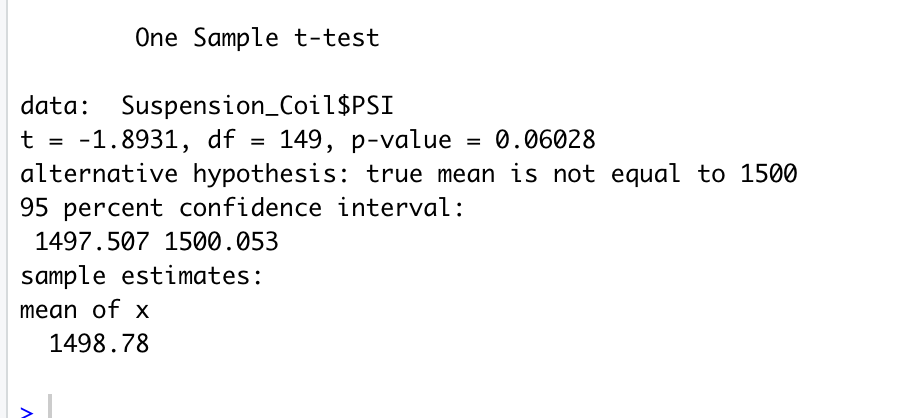 One Sample t-test
data:  Suspension_Coil$PSI
t = -1.8931, df = 149, p-value = 0.06028
alternative hypothesis: true mean is not equal to 1500
95 percent confidence interval:
1497.507 1500.053
sample estimates:
mean of x
1498.78
>